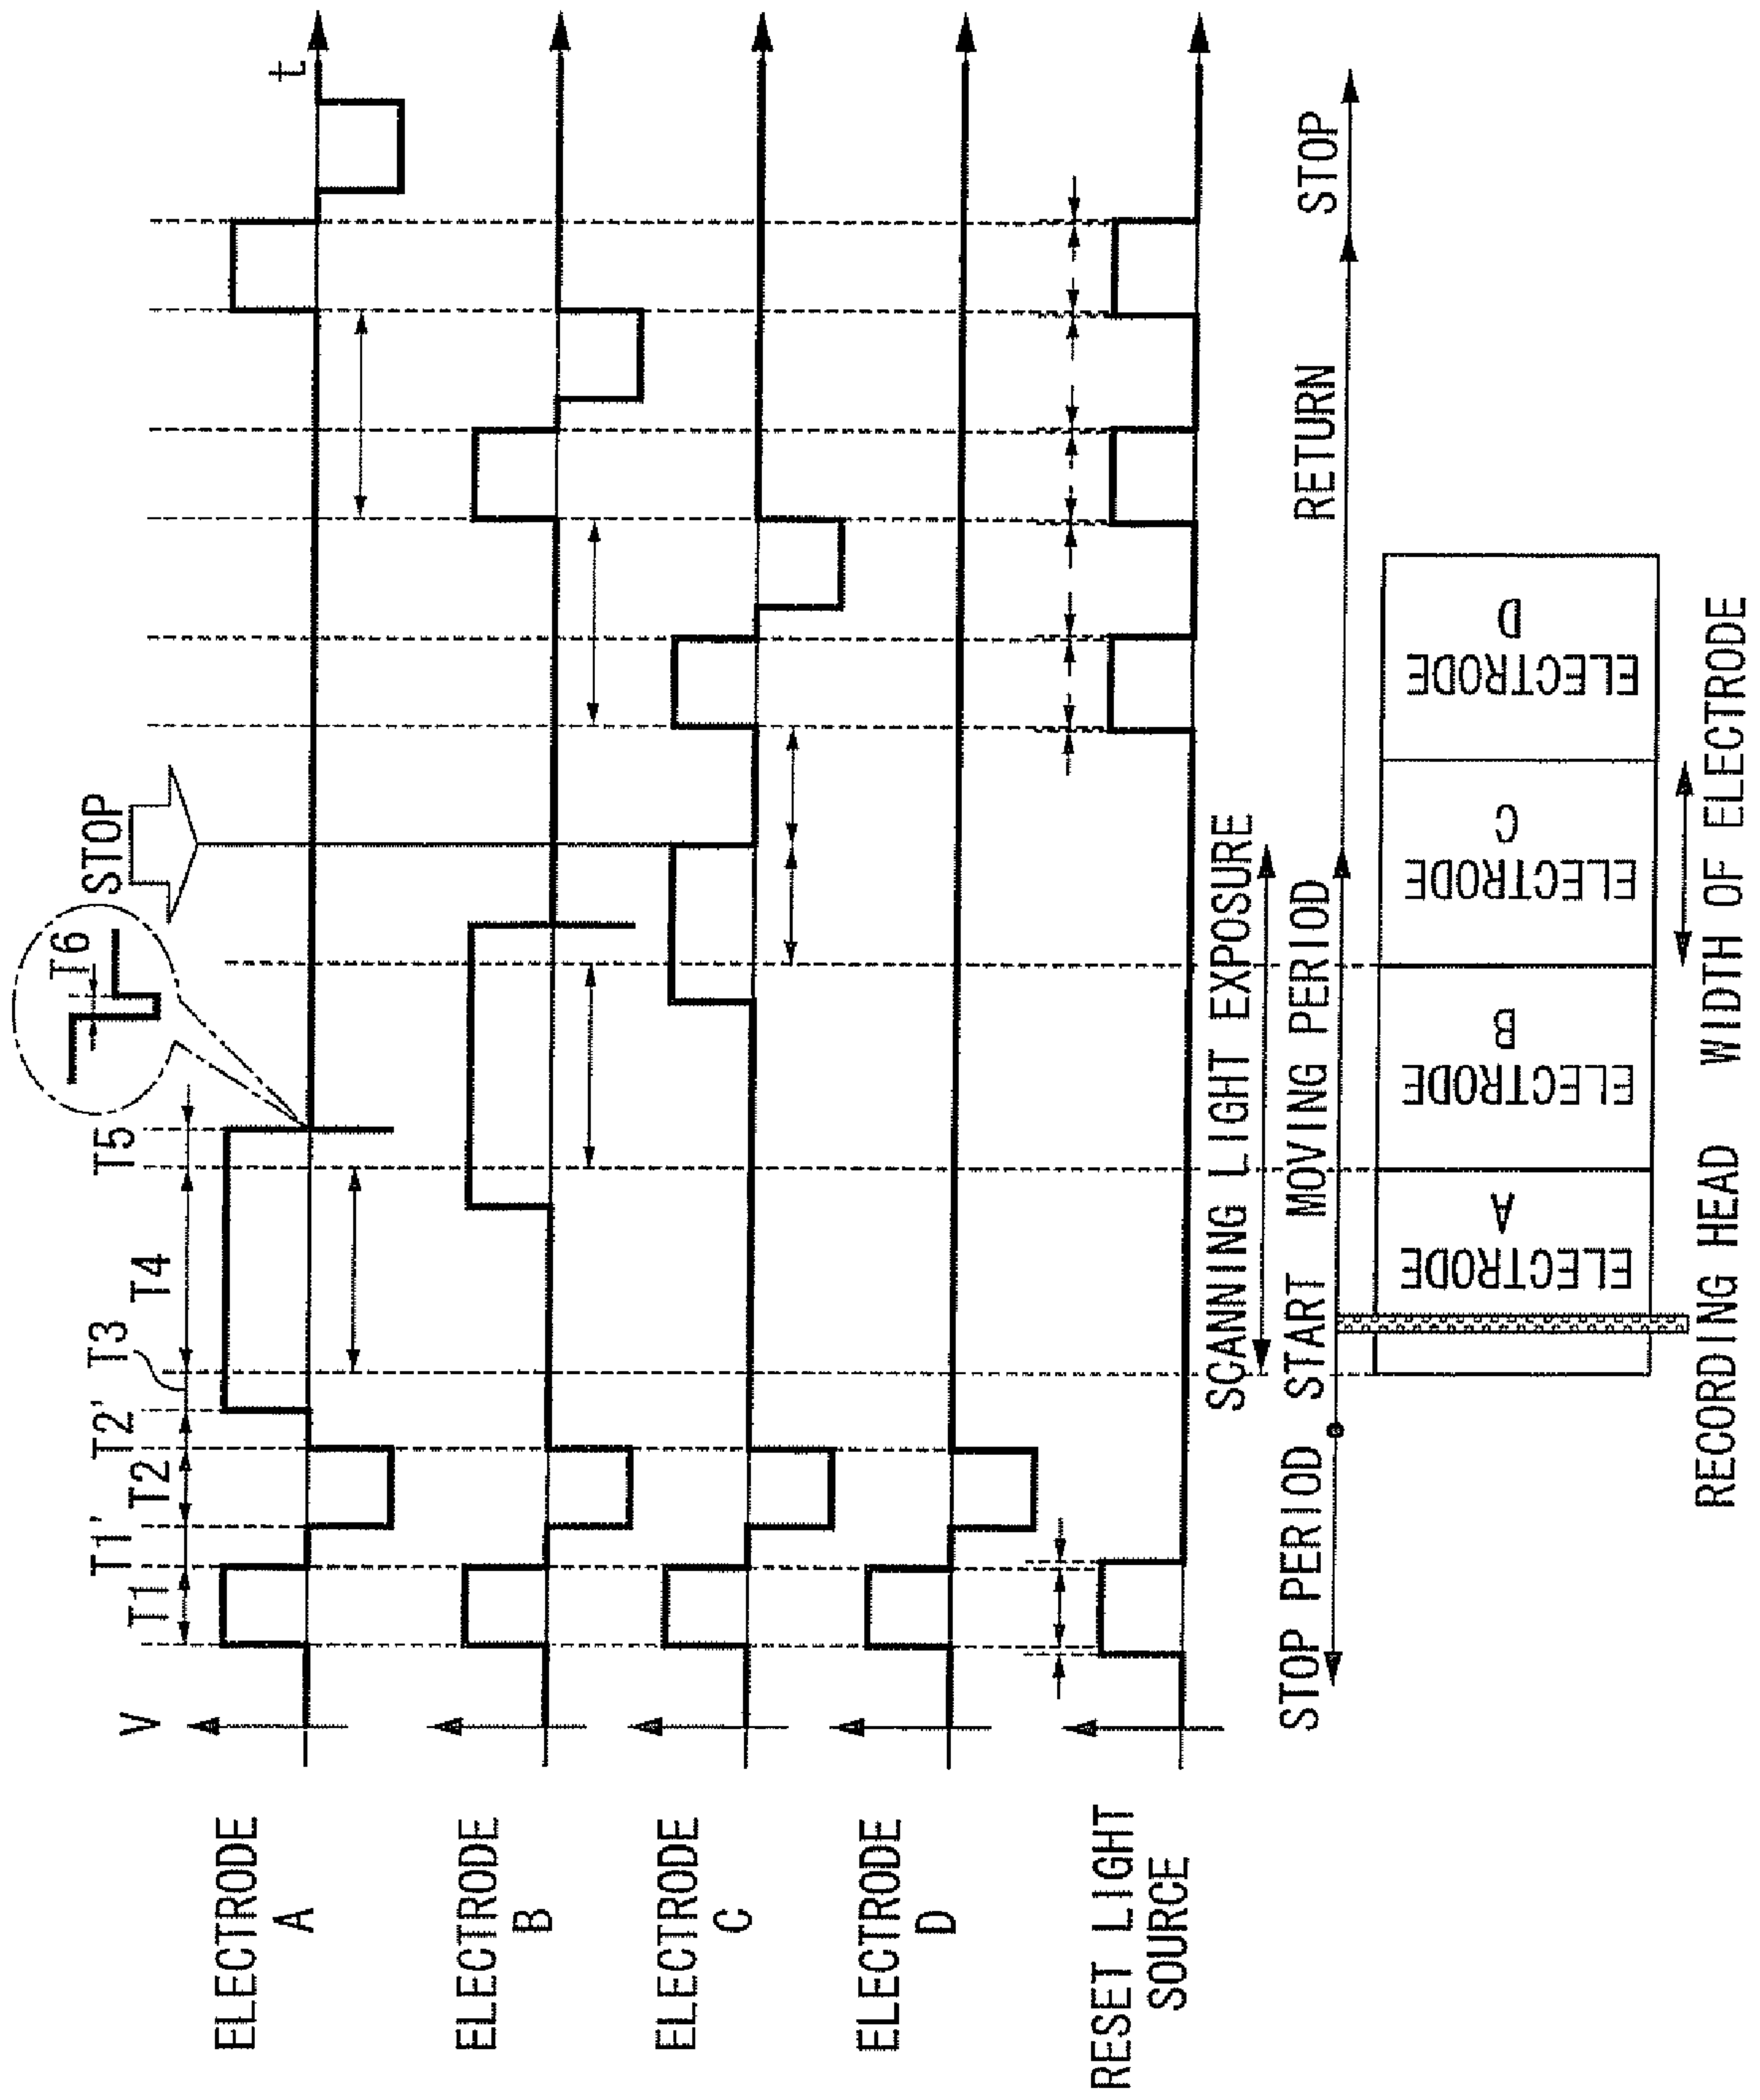 STOP
t
T6
T1
T1'
T2
T2'
T3
T4
T5
V
ELECTRODE
A
ELECTRODE
B
ELECTRODE
C
ELECTRODE
D
RESET LIGHT
SOURCE
SCANNING LIGHT EXPOSURE
STOP PERIOD
START
MOVING PERIOD
RETURN
STOP
ELECTRODE
A
ELECTRODE
B
ELECTRODE
C
ELECTRODE
D
RECORDING HEAD
WIDTH OF ELECTRODE